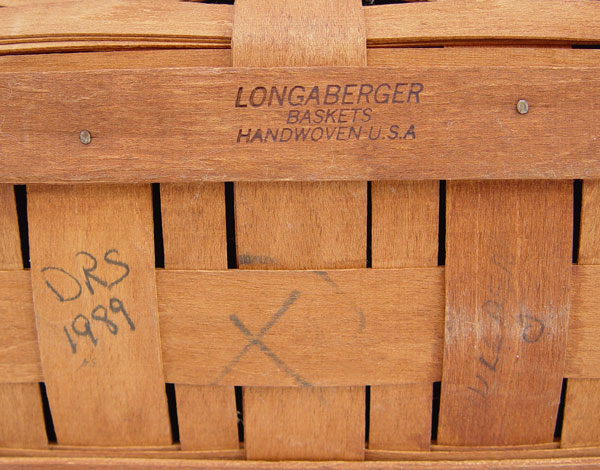 LONGABERGER
BASKETS
HANDWOVEN U.S.A
DRS
1989
X